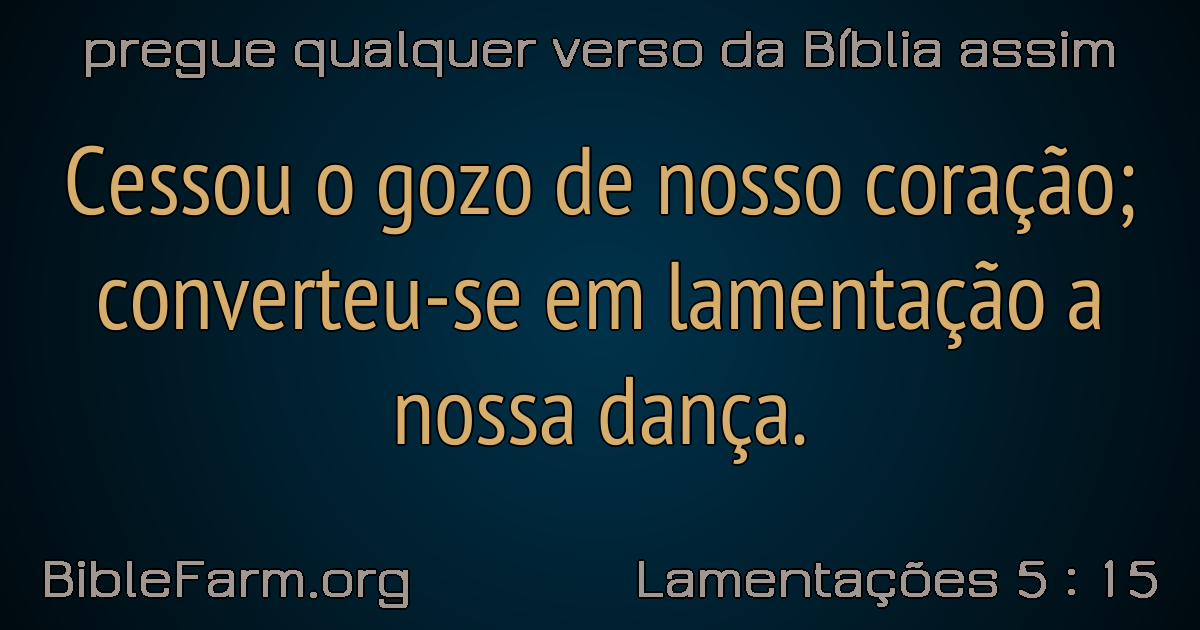 pregue qualquer verso da Bíblia assim
Cessou o gozo de nosso coração;
converteu-se em lamentação a
nossa dança.
BibleFarm.org
Lamentações 5 : 15